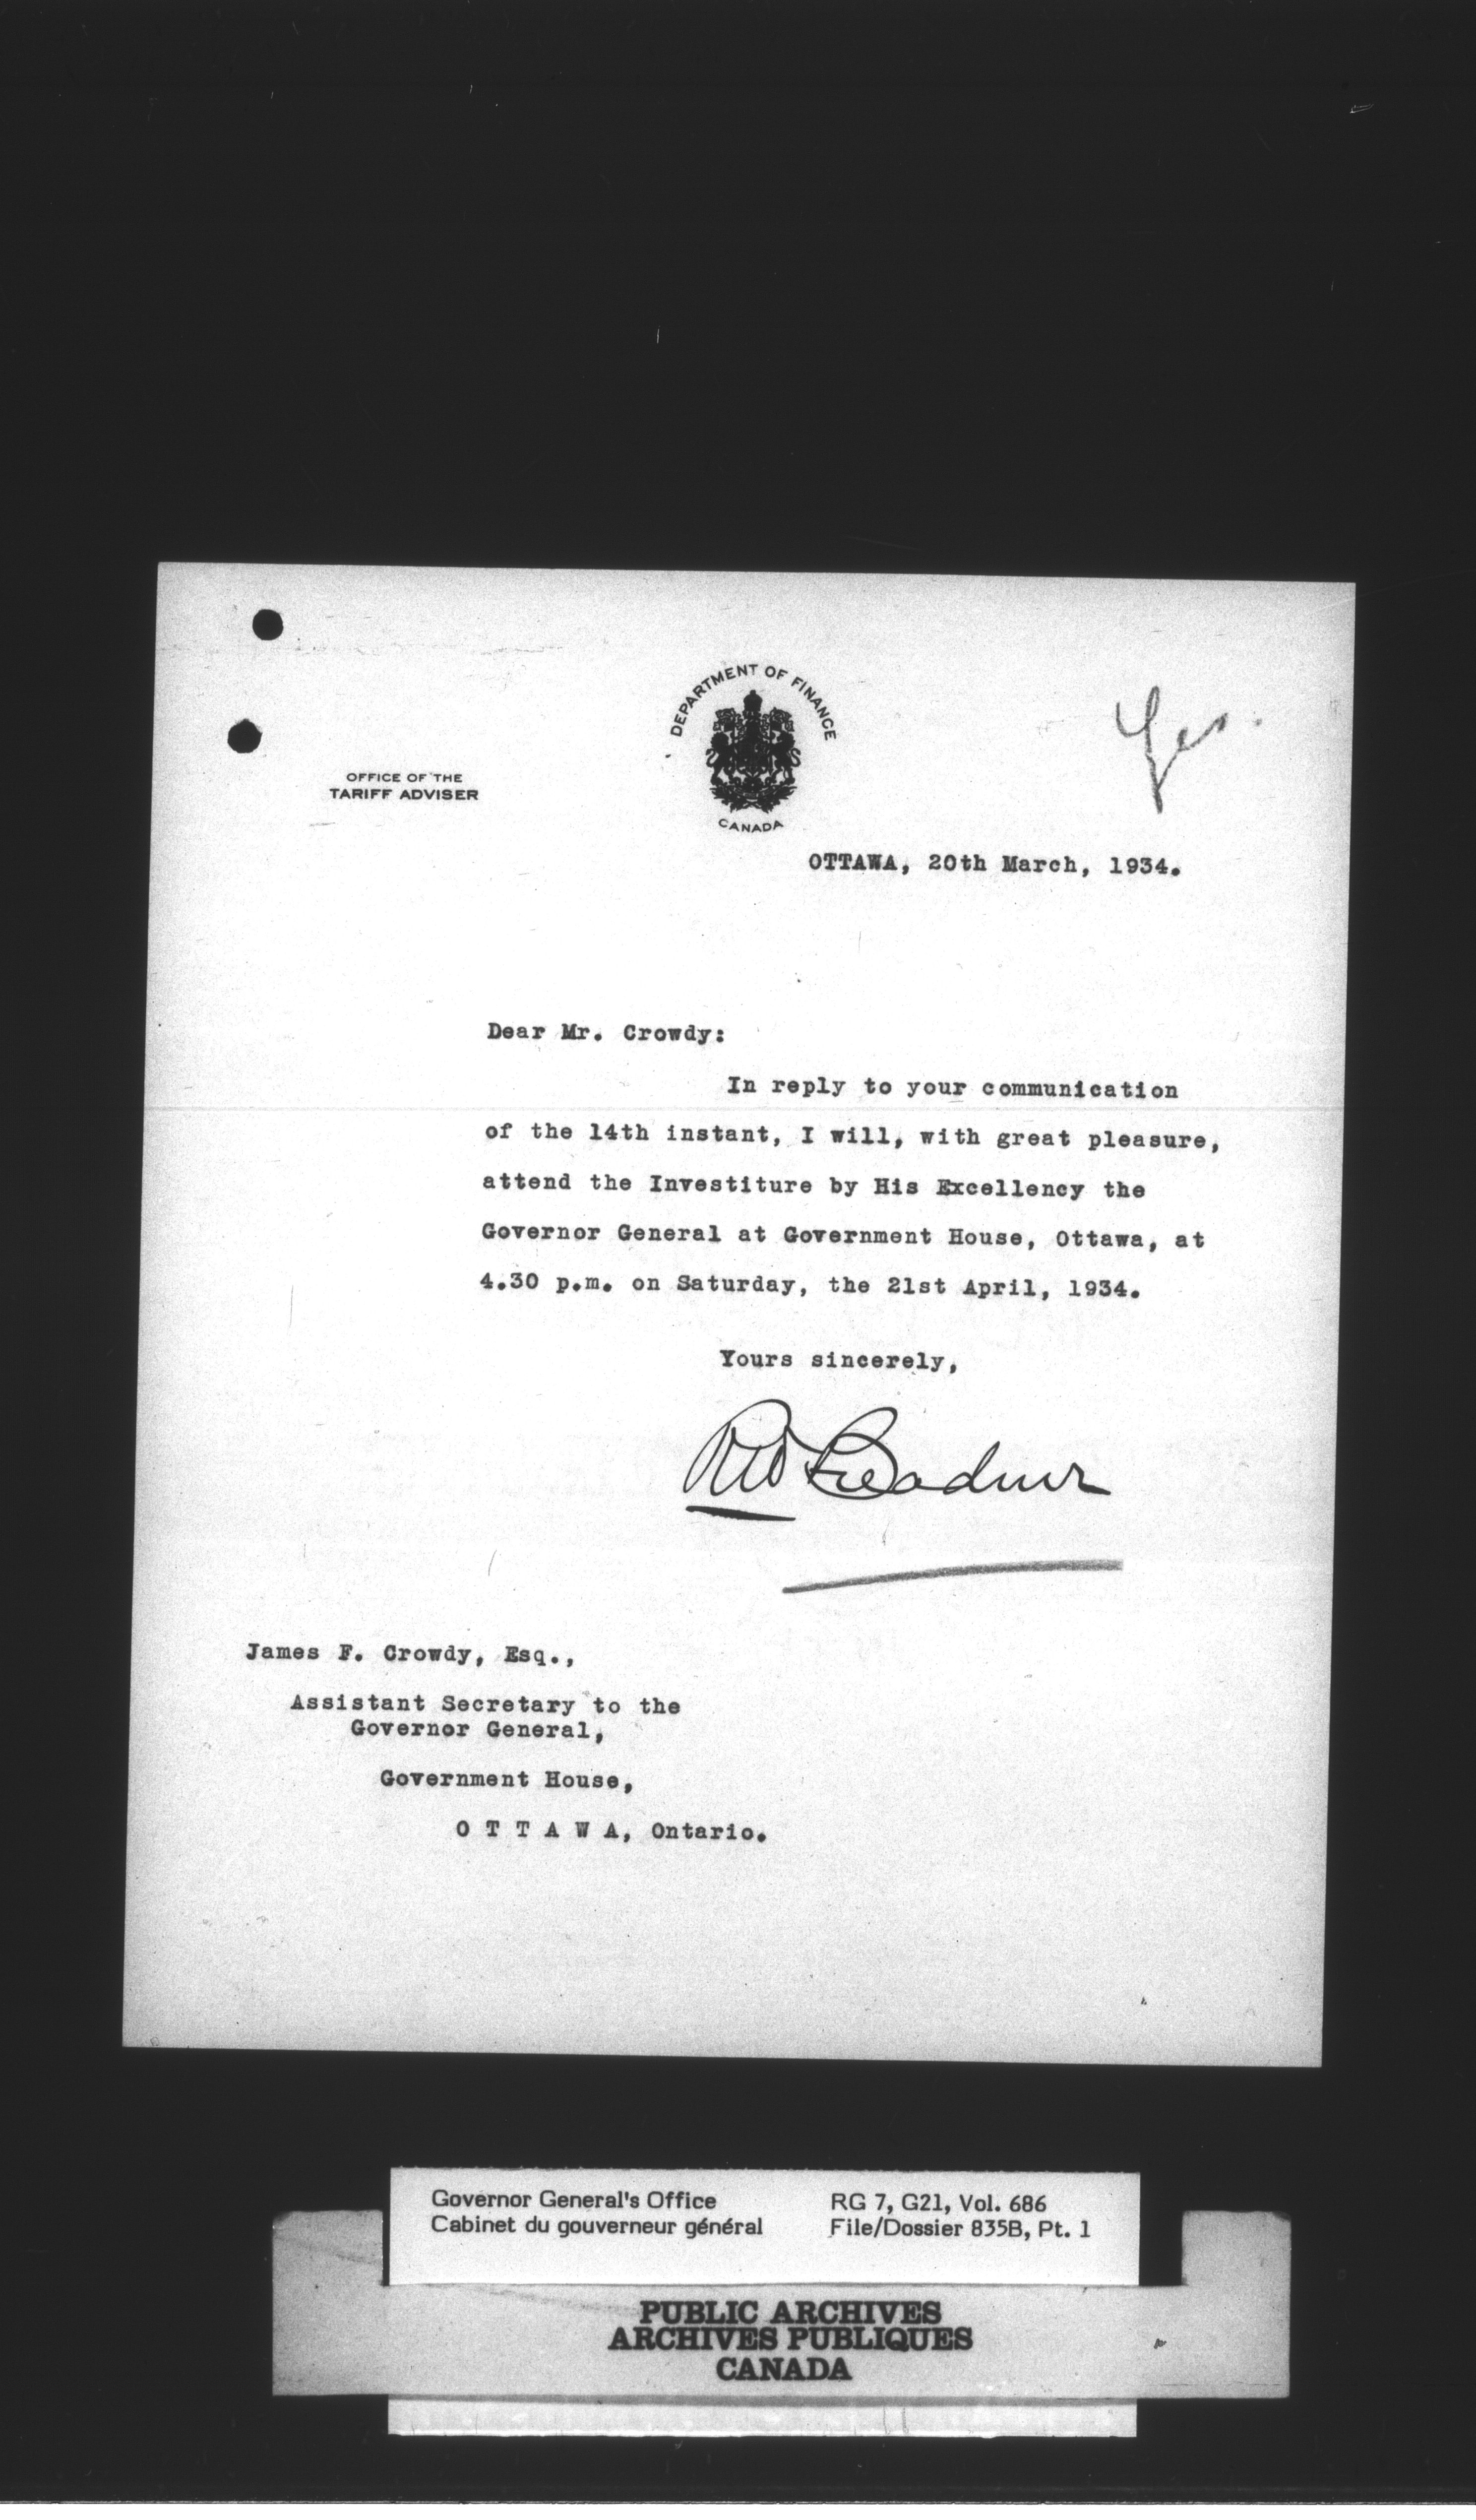 DEPARTMENT OF FINANCE
CANADA
Yes.
OFFICE OF THE
TARIFF ADVISER
OTTAWA, 20th March, 1934.
Dear Mr. Crowdy:
In reply to your communication
of the 14th instant, I will, with great pleasure,
attend the Investiture by His Excellency the
Governor General at Government House, Ottawa, at
4.30 p.m. on Saturday, the 21st April, 1934.
Yours sincerely,
James F. Crowdy, Esq.,
Assistant Secretary to the
Governor General,
Government House,
O T T A W A, Ontario.
Governor General's Office
Cabinet du gouverneur général
RG 7, G21, Vol. 686
File/Dossier 835B, Pt. 1
PUBLIC ARCHIVES
ARCHIVES PUBLIQUES
CANADA